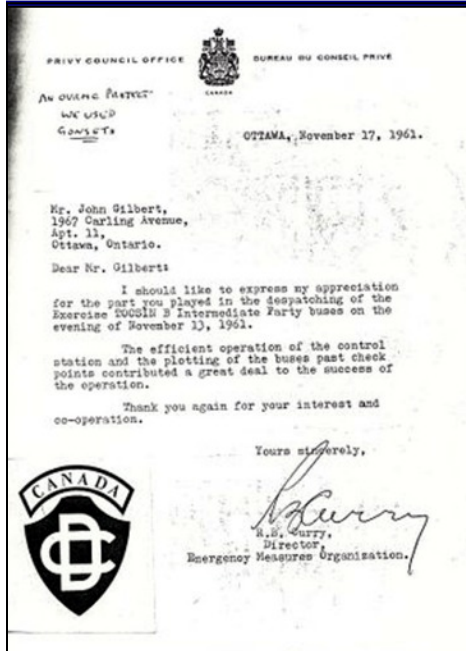 PRIVY COUNCIL OFFICE
BUREAU DU CONSEIL PRIVÉ
CANADA
WE USED
GONSETS
OTTAWA, November 17, 1961.
Mr. John Gilbert,
1967 Carling Avenue,
Apt. 11,
Ottawa, Ontario.
Dear Mr. Gilbert:
I should like to express my appreciation
for the part you played in the despatching of the
Exercise TOCSIN B Intermediate Party buses on the
evening of November 13, 1961.
The efficient operation of the control
station and the plotting of the buses past check
points contributed a great deal to the success of
the operation.
Thank you again for your interest and
co-operation.
Yours sincerely,
R.B. Curry
R.B. Curry,
Director,
Emergency Measures Organization.
CANADA
CD